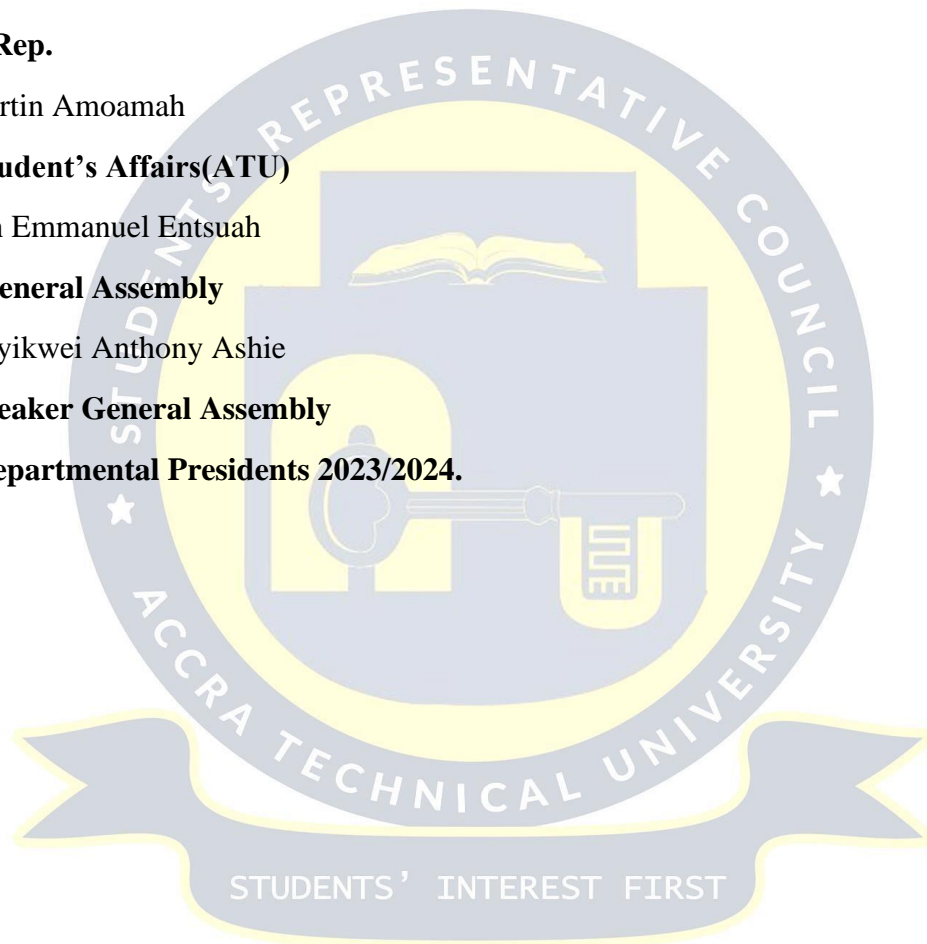 Rep.
rtin Amoamah
udent’s Affairs(ATU)
n Emmanuel Entsuah
eneral Assembly
yikwei Anthony Ashie
eaker General Assembly
epartmental Presidents 2023/2024.
STUDENTS' REPRESENTATIVE COUNCIL
ACCRA TECHNICAL UNIVERSITY
STUDENTS’ INTEREST FIRST